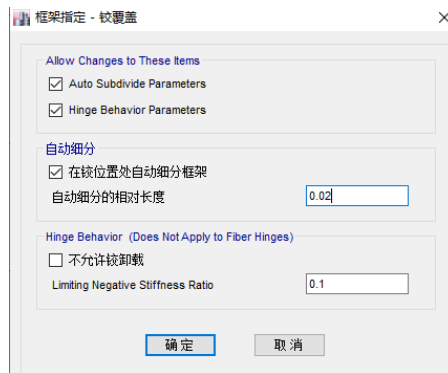 框架指定 - 铰覆盖
Allow Changes to These Items
Auto Subdivide Parameters
Hinge Behavior Parameters
自动细分
在铰位置处自动细分框架
自动细分的相对长度 0.02
Hinge Behavior (Does Not Apply to Fiber Hinges)
不允许铰卸载
Limiting Negative Stiffness Ratio 0.1
确定 取消